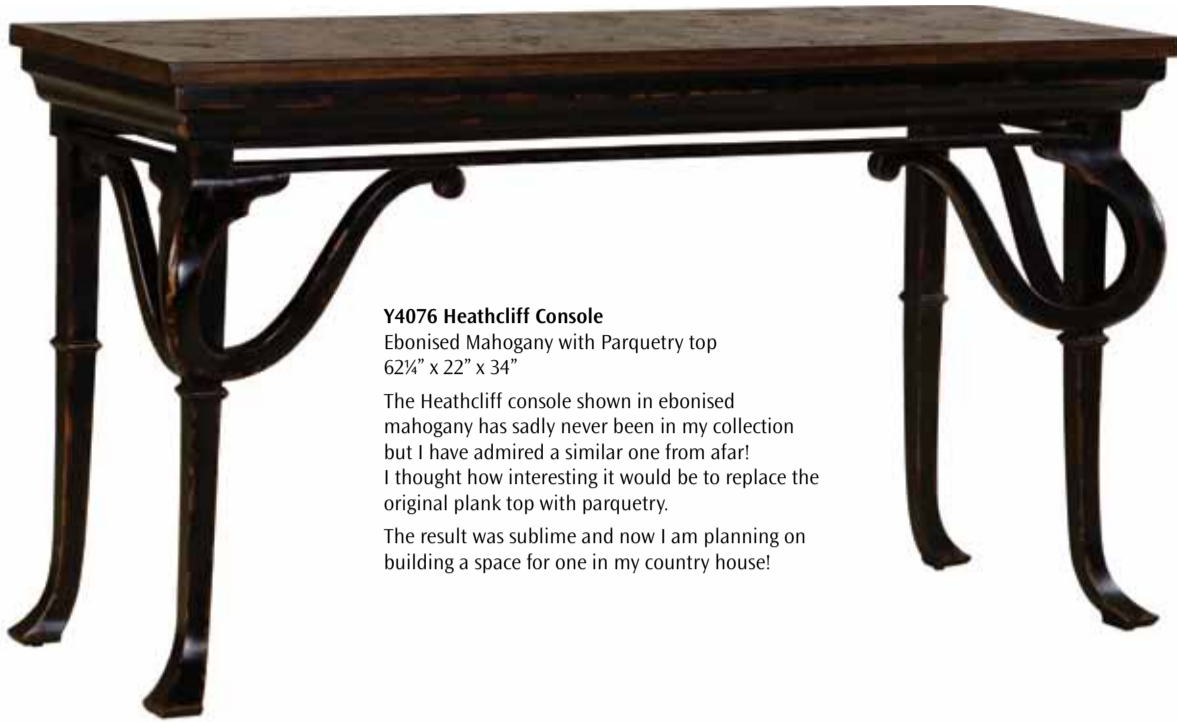 Y4076 Heathcliff Console
Ebonised Mahogany with Parquetry top
62¼” x 22” x 34”
The Heathcliff console shown in ebonised
mahogany has sadly never been in my collection
but I have admired a similar one from afar!
I thought how interesting it would be to replace the
original plank top with parquetry.
The result was sublime and now I am planning on
building a space for one in my country house!